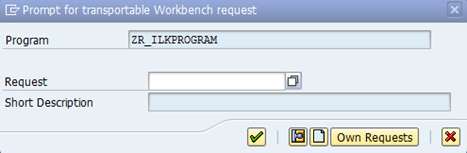 Prompt for transportable Workbench request
Program ZR_ILKPROGRAM
Request
Short Description
Own Requests